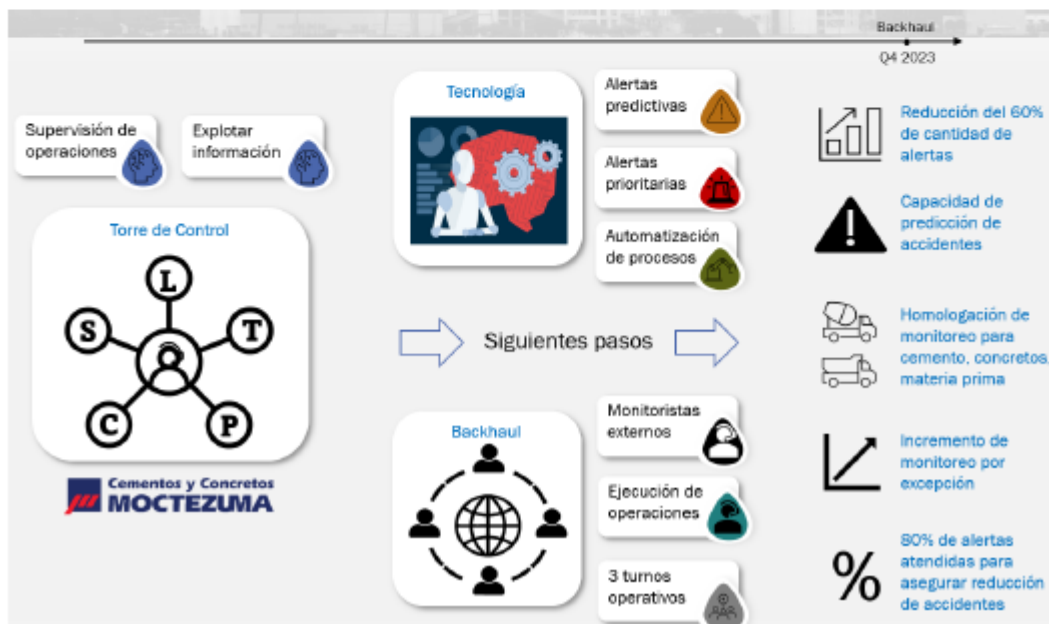 Backhaul
Q4 2023
Supervisión de
operaciones
Explotar
información
Torre de Control
L
S
T
C
P
Cementos y Concretos
MOCTEZUMA
Tecnología
Alertas
predictivas
Alertas
prioritarias
Automatización
de procesos
Siguientes pasos
Backhaul
Monitoristas
externos
Ejecución de
operaciones
3 turnos
operativos
Reducción del 60%
de cantidad de
alertas
Capacidad de
predicción de
accidentes
Homologación de
monitoreo para
cemento, concretos,
materia prima
Incremento de
monitoreo por
excepción
%
80% de alertas
atendidas para
asegurar reducción
de accidentes